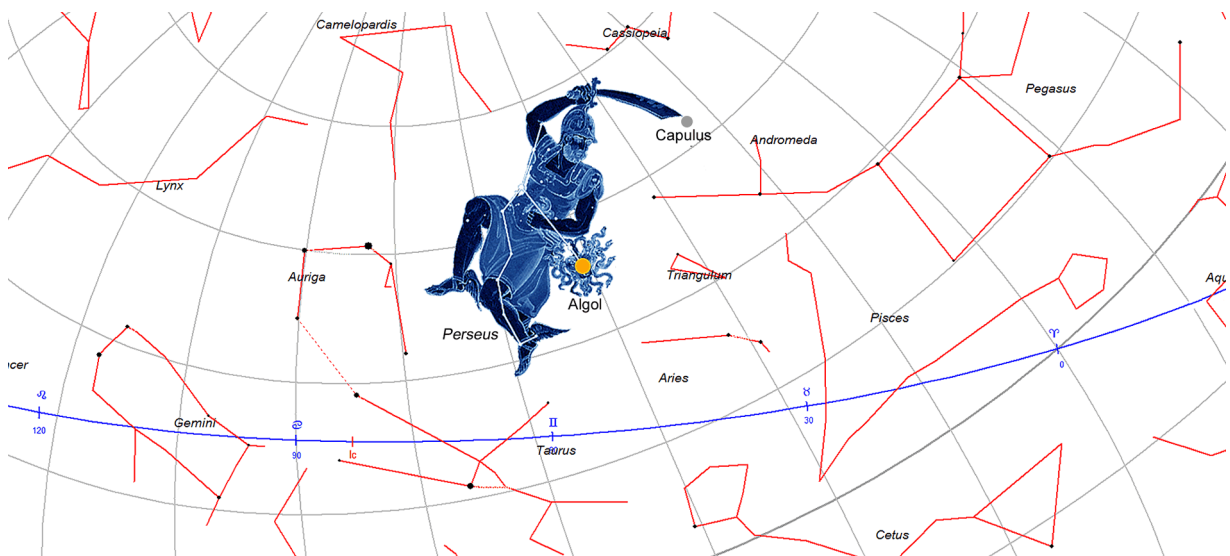 Camelopardis
Cassiopeia
Pegasus
Capulus
Andromeda
Lynx
Auriga
Triangulum
Aqu
Algol
Perseus
Pisces
♈
0
cer
Aries
♌
120
Gemini
♋
90
Ic
♊
60
Taurus
♉
30
Cetus